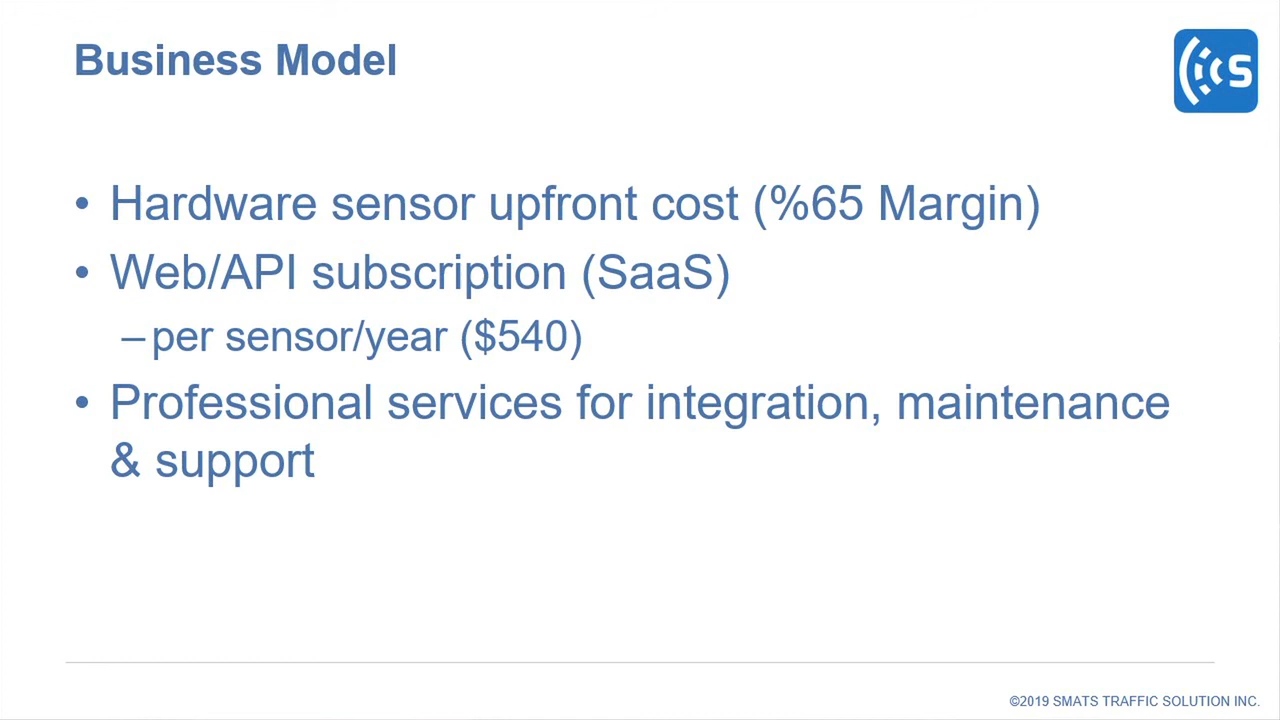 Business Model
S
• Hardware sensor upfront cost (%65 Margin)
• Web/API subscription (SaaS)
–per sensor/year ($540)
• Professional services for integration, maintenance
& support
©2019 SMATS TRAFFIC SOLUTION INC.